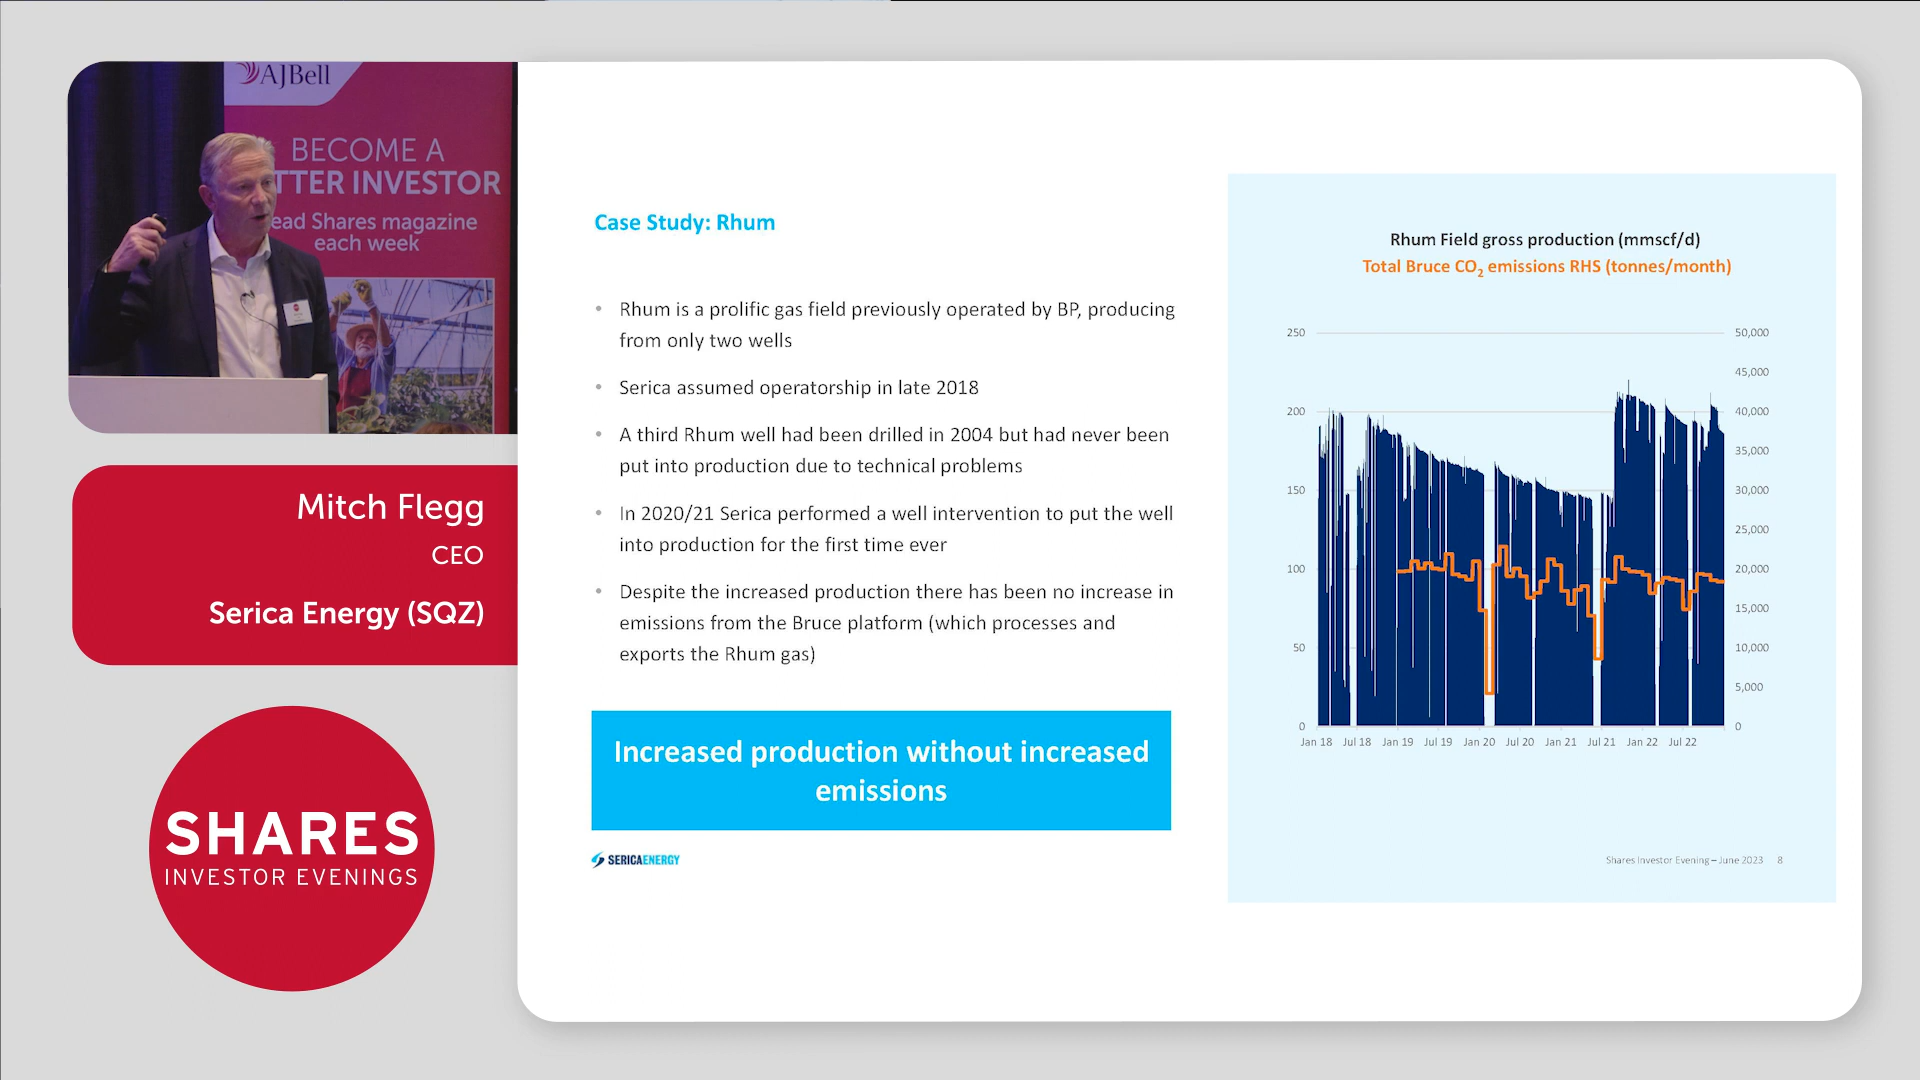 AJBell
BECOME A
TTER INVESTOR
ead Shares magazine
each week
Mitch Flegg
CEO
Serica Energy (SQZ)
SHARES
INVESTOR EVENINGS
Case Study: Rhum
• Rhum is a prolific gas field previously operated by BP, producing
from only two wells
• Serica assumed operatorship in late 2018
• A third Rhum well had been drilled in 2004 but had never been
put into production due to technical problems
• In 2020/21 Serica performed a well intervention to put the well
into production for the first time ever
• Despite the increased production there has been no increase in
emissions from the Bruce platform (which processes and
exports the Rhum gas)
Increased production without increased
emissions
SERICAENERGY
Rhum Field gross production (mmscf/d)
Total Bruce CO2 emissions RHS (tonnes/month)
250 50,000
45,000
200 40,000
35,000
150 30,000
25,000
100 20,000
15,000
50 10,000
5,000
0 0
Jan 18 Jul 18 Jan 19 Jul 19 Jan 20 Jul 20 Jan 21 Jul 21 Jan 22 Jul 22
Shares Investor Evening – June 2023 8